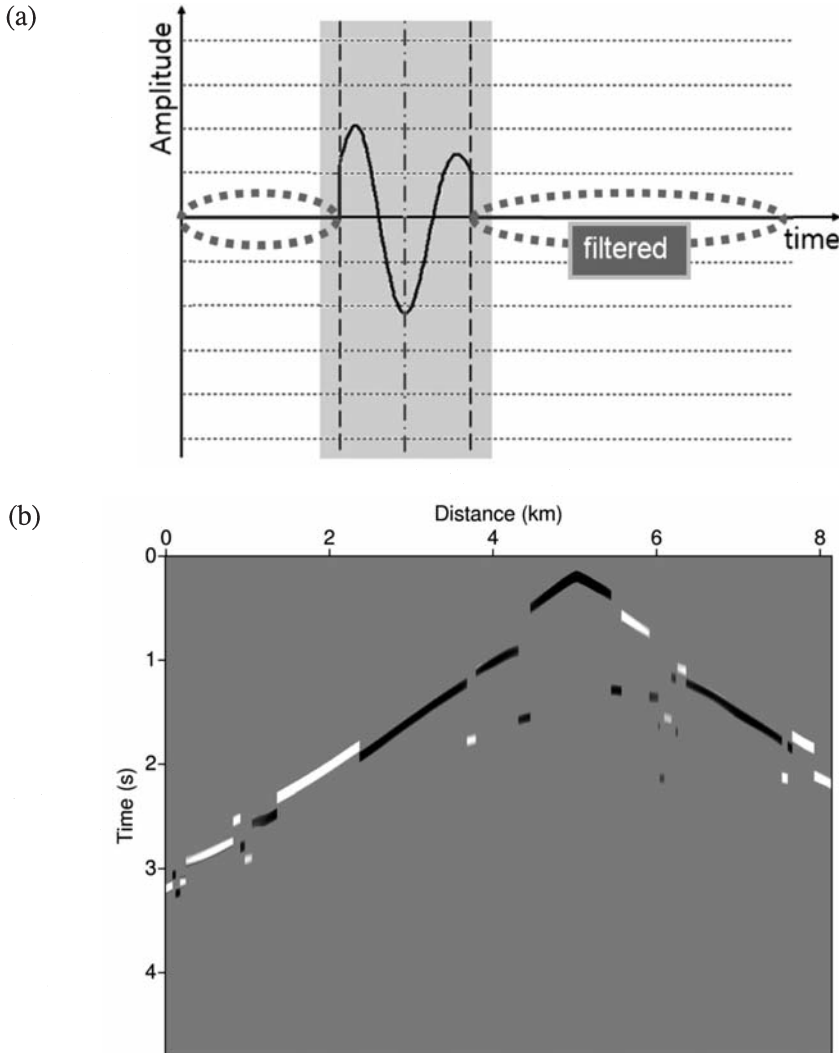 (a)
Amplitude
time
filtered
(b)
Distance (km)
0 2 4 6 8
0
1
2
3
4
Time (s)